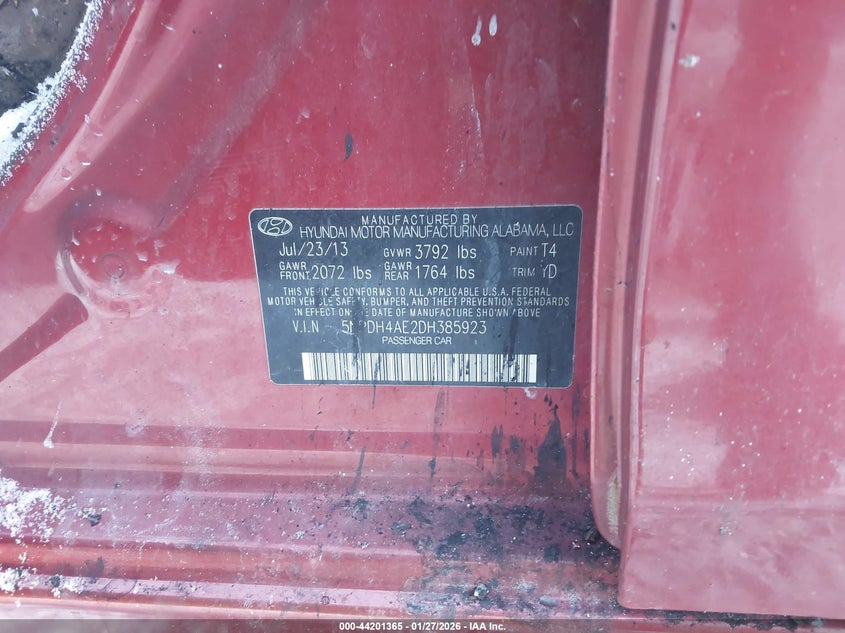 MANUFACTURED BY
HYUNDAI MOTOR MANUFACTURING ALABAMA, LLC
Jul/23/13 GVWR 3792 lbs PAINT T4
GAWR FRONT 2072 lbs GAWR REAR 1764 lbs TRIM YD
THIS VEHICLE CONFORMS TO ALL APPLICABLE U.S.A. FEDERAL
MOTOR VEHICLE SAFETY, BUMPER, AND THEFT PREVENTION STANDARDS
IN EFFECT ON THE DATE OF MANUFACTURE SHOWN ABOVE
V.I.N 5NPDH4AE2DH385923
PASSENGER CAR
000-44201365 - 01/27/2026 - IAA Inc.